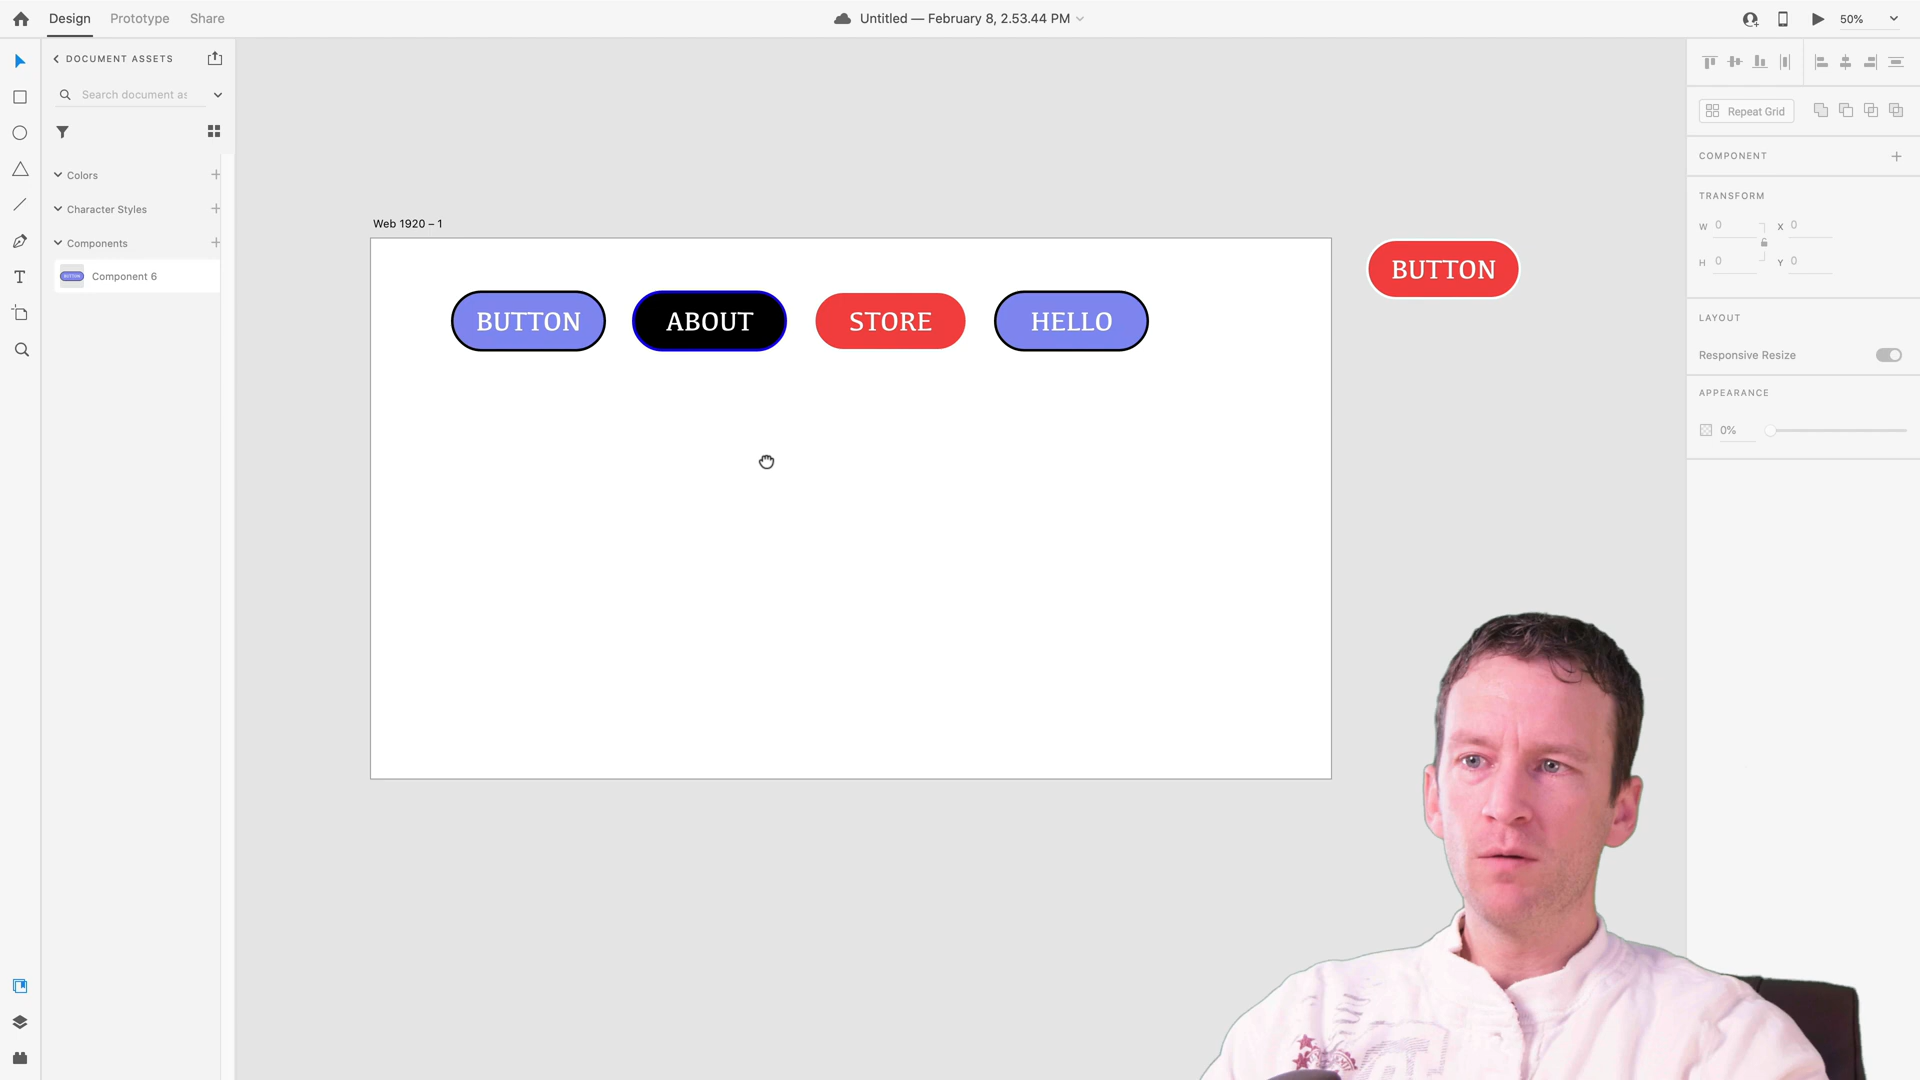 Design Prototype Share
Untitled — February 8, 2.53.44 PM
50%
DOCUMENT ASSETS
Search document as
Colors
Character Styles
Components
BUTTON Component 6
Web 1920 – 1
BUTTON
ABOUT
STORE
HELLO
BUTTON
Repeat Grid
COMPONENT
TRANSFORM
W 0 X 0
H 0 Y 0
LAYOUT
Responsive Resize
APPEARANCE
0%